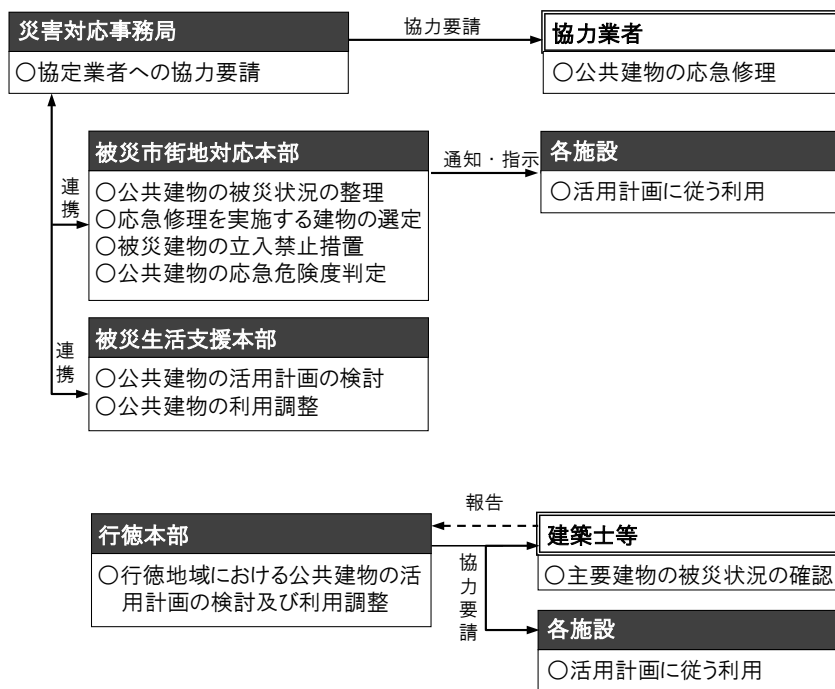 災害対応事務局
○協定業者への協力要請
協力要請
協力業者
○公共建物の応急修理
連携
被災市街地対応本部
○公共建物の被災状況の整理
○応急修理を実施する建物の選定
○被災建物の立入禁止措置
○公共建物の応急危険度判定
通知・指示
各施設
○活用計画に従う利用
連携
被災生活支援本部
○公共建物の活用計画の検討
○公共建物の利用調整
行徳本部
○行徳地域における公共建物の活
用計画の検討及び利用調整
報告
協力要請
建築士等
○主要建物の被災状況の確認
各施設
○活用計画に従う利用